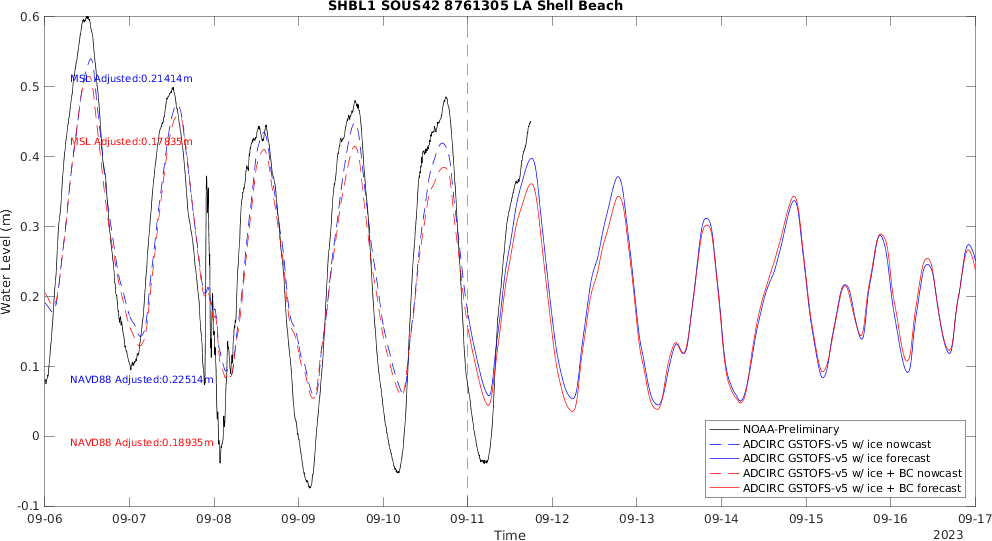 SHBL1 SOUS42 8761305 LA Shell Beach
Water Level (m)
0.6
0.5
0.4
0.3
0.2
0.1
0
-0.1
MSL Adjusted:0.21414m
MSL Adjusted:0.17835m
NAVD88 Adjusted:0.22514m
NAVD88 Adjusted:0.18935m
NOAA-Preliminary
ADCIRC GSTOFS-v5 w/ ice nowcast
ADCIRC GSTOFS-v5 w/ ice forecast
ADCIRC GSTOFS-v5 w/ ice + BC nowcast
ADCIRC GSTOFS-v5 w/ ice + BC forecast
09-06 09-07 09-08 09-09 09-10 09-11 09-12 09-13 09-14 09-15 09-16 09-17
Time
2023